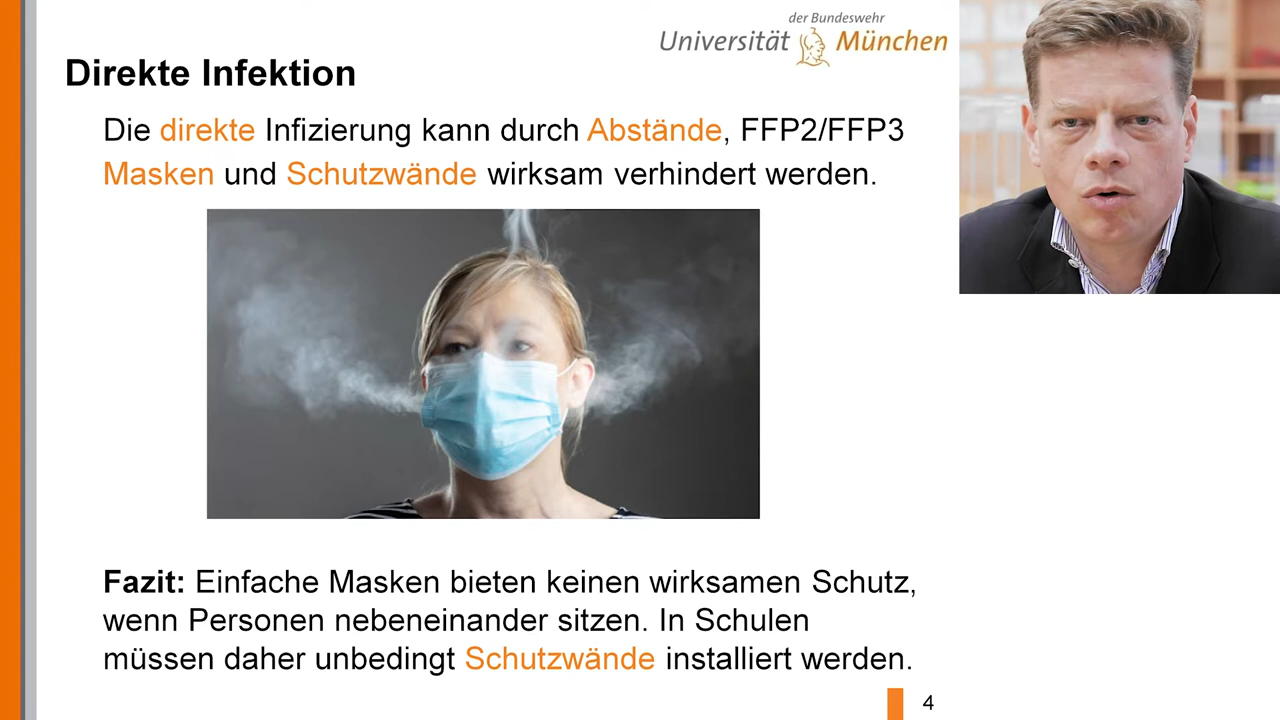 der Bundeswehr
Universität München
Direkte Infektion
Die direkte Infizierung kann durch Abstände, FFP2/FFP3
Masken und Schutzwände wirksam verhindert werden.
Fazit: Einfache Masken bieten keinen wirksamen Schutz,
wenn Personen nebeneinander sitzen. In Schulen
müssen daher unbedingt Schutzwände installiert werden.
4